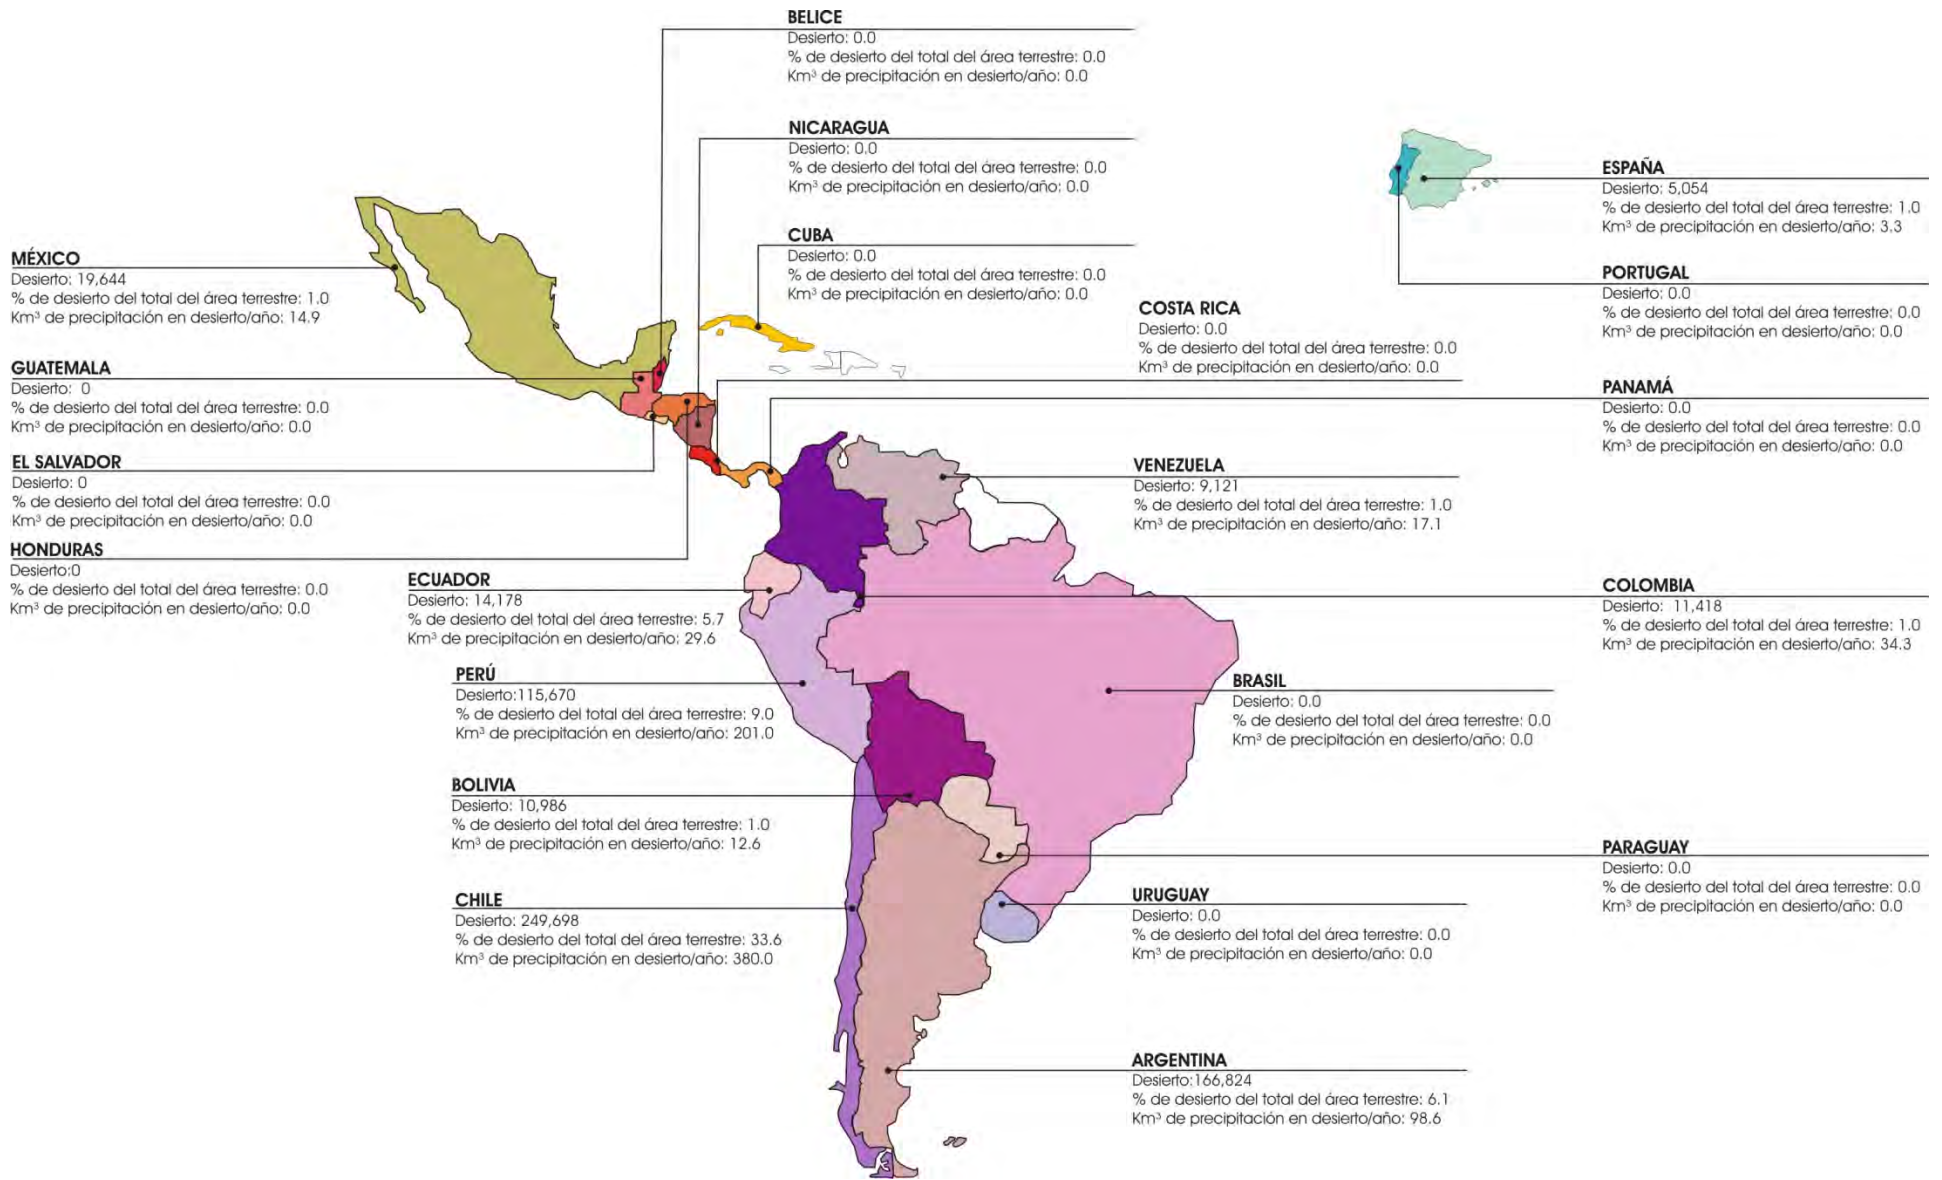 BELICE
Desierto: 0.0
% de desierto del total del área terrestre: 0.0
Km³ de precipitación en desierto/año: 0.0
NICARAGUA
Desierto: 0.0
% de desierto del total del área terrestre: 0.0
Km³ de precipitación en desierto/año: 0.0
CUBA
Desierto: 0.0
% de desierto del total del área terrestre: 0.0
Km³ de precipitación en desierto/año: 0.0
ESPAÑA
Desierto: 5,054
% de desierto del total del área terrestre: 1.0
Km³ de precipitación en desierto/año: 3.3
PORTUGAL
Desierto: 0.0
% de desierto del total del área terrestre: 0.0
Km³ de precipitación en desierto/año: 0.0
MÉXICO
Desierto: 19,644
% de desierto del total del área terrestre: 1.0
Km³ de precipitación en desierto/año: 14.9
GUATEMALA
Desierto: 0
% de desierto del total del área terrestre: 0.0
Km³ de precipitación en desierto/año: 0.0
EL SALVADOR
Desierto: 0
% de desierto del total del área terrestre: 0.0
Km³ de precipitación en desierto/año: 0.0
HONDURAS
Desierto:0
% de desierto del total del área terrestre: 0.0
Km³ de precipitación en desierto/año: 0.0
COSTA RICA
Desierto: 0.0
% de desierto del total del área terrestre: 0.0
Km³ de precipitación en desierto/año: 0.0
PANAMÁ
Desierto: 0.0
% de desierto del total del área terrestre: 0.0
Km³ de precipitación en desierto/año: 0.0
VENEZUELA
Desierto: 9,121
% de desierto del total del área terrestre: 1.0
Km³ de precipitación en desierto/año: 17.1
ECUADOR
Desierto: 14,178
% de desierto del total del área terrestre: 5.7
Km³ de precipitación en desierto/año: 29.6
COLOMBIA
Desierto: 11,418
% de desierto del total del área terrestre: 1.0
Km³ de precipitación en desierto/año: 34.3
PERÚ
Desierto:115,670
% de desierto del total del área terrestre: 9.0
Km³ de precipitación en desierto/año: 201.0
BRASIL
Desierto: 0.0
% de desierto del total del área terrestre: 0.0
Km³ de precipitación en desierto/año: 0.0
BOLIVIA
Desierto: 10,986
% de desierto del total del área terrestre: 1.0
Km³ de precipitación en desierto/año: 12.6
PARAGUAY
Desierto: 0.0
% de desierto del total del área terrestre: 0.0
Km³ de precipitación en desierto/año: 0.0
CHILE
Desierto: 249,698
% de desierto del total del área terrestre: 33.6
Km³ de precipitación en desierto/año: 380.0
URUGUAY
Desierto: 0.0
% de desierto del total del área terrestre: 0.0
Km³ de precipitación en desierto/año: 0.0
ARGENTINA
Desierto:166,824
% de desierto del total del área terrestre: 6.1
Km³ de precipitación en desierto/año: 98.6